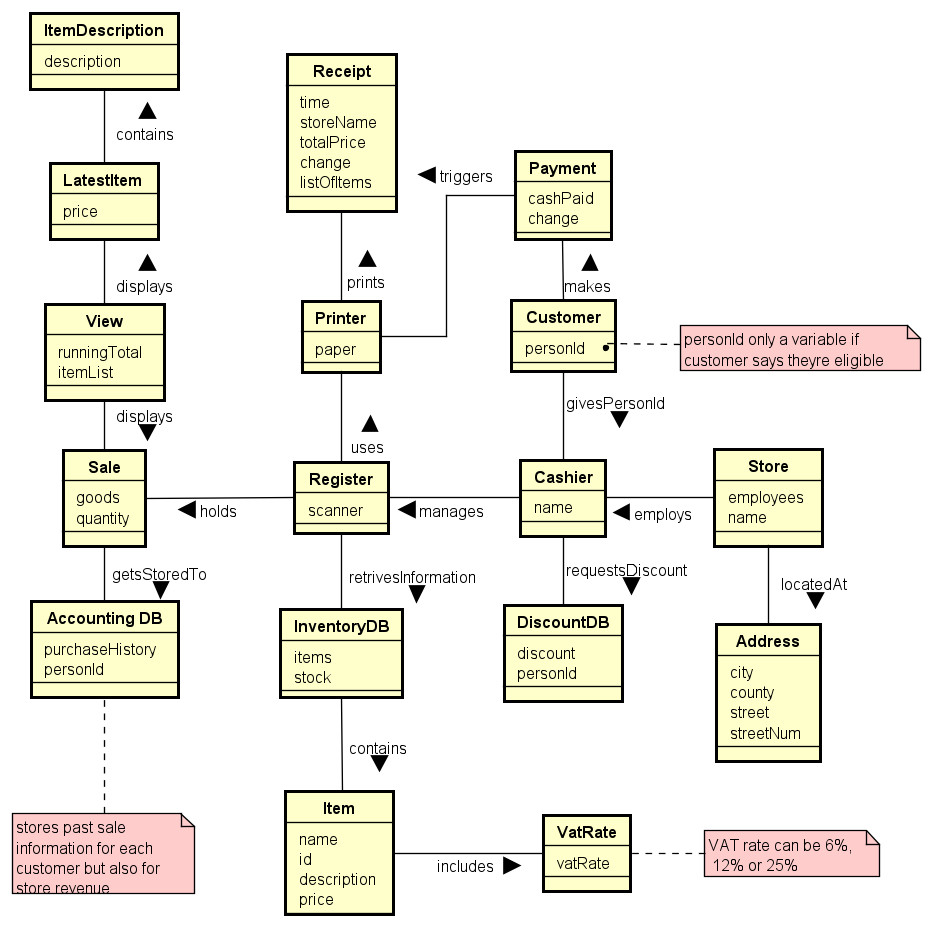 ItemDescription
description
contains
LatestItem
price
displays
View
runningTotal
itemList
displays
Sale
goods
quantity
getsStoredTo
Accounting DB
purchaseHistory
personId
stores past sale
information for each
customer but also for
store revenue
Receipt
time
storeName
totalPrice
change
listOfItems
prints
Printer
paper
uses
Register
scanner
holds
retrivesInformation
InventoryDB
items
stock
contains
Item
name
id
description
price
includes
VatRate
vatRate
VAT rate can be 6%,
12% or 25%
triggers
Payment
cashPaid
change
makes
Customer
personId
personId only a variable if
customer says theyre eligible
givesPersonId
Cashier
name
manages
employs
requestsDiscount
DiscountDB
discount
personId
Store
employees
name
locatedAt
Address
city
county
street
streetNum